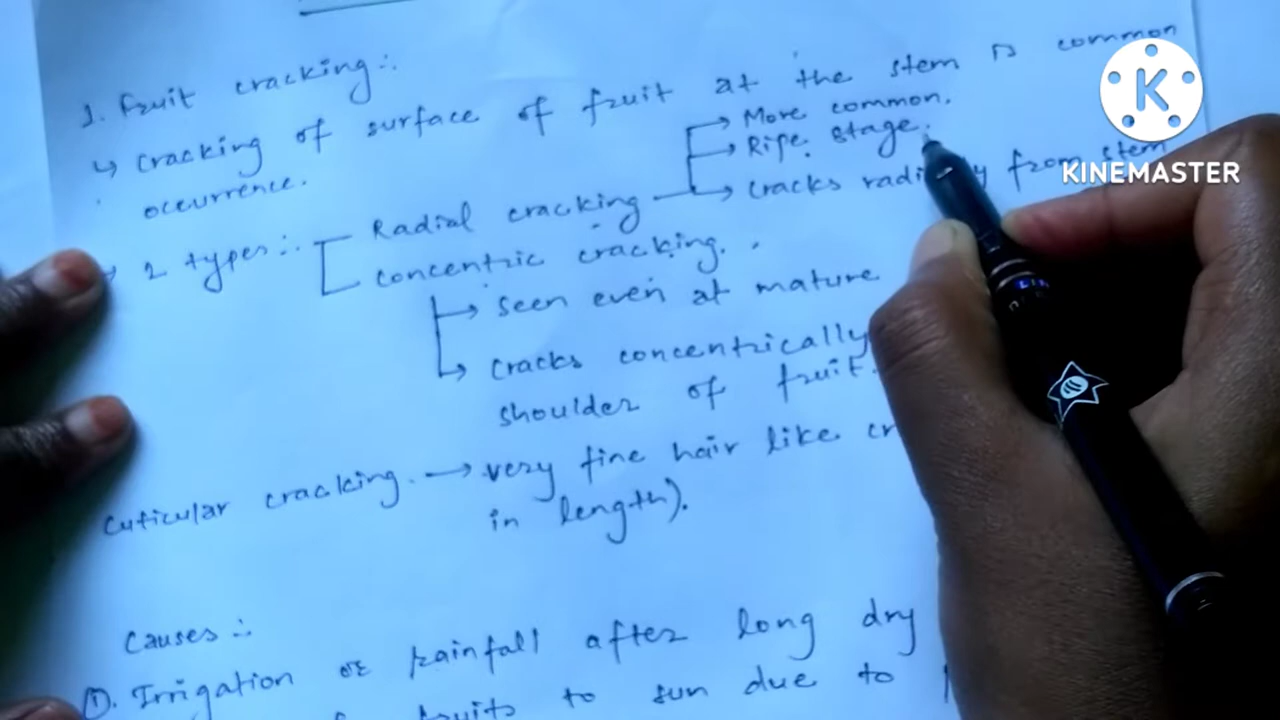 1. Fruit cracking :.
↳ cracking of surface of fruit at the stem is common
occurrence.
2 types :.
Radial cracking
→ More common.
→ Ripe stage.
→ cracks from stem
concentric cracking.
→ seen even at mature
→ cracks concentrically
shoulder of fruit.
Cuticular cracking. → very fine hair like
in length).
Causes :.
①. Irrigation or rainfall after long dry
fruits to sun due to
KINEMASTER